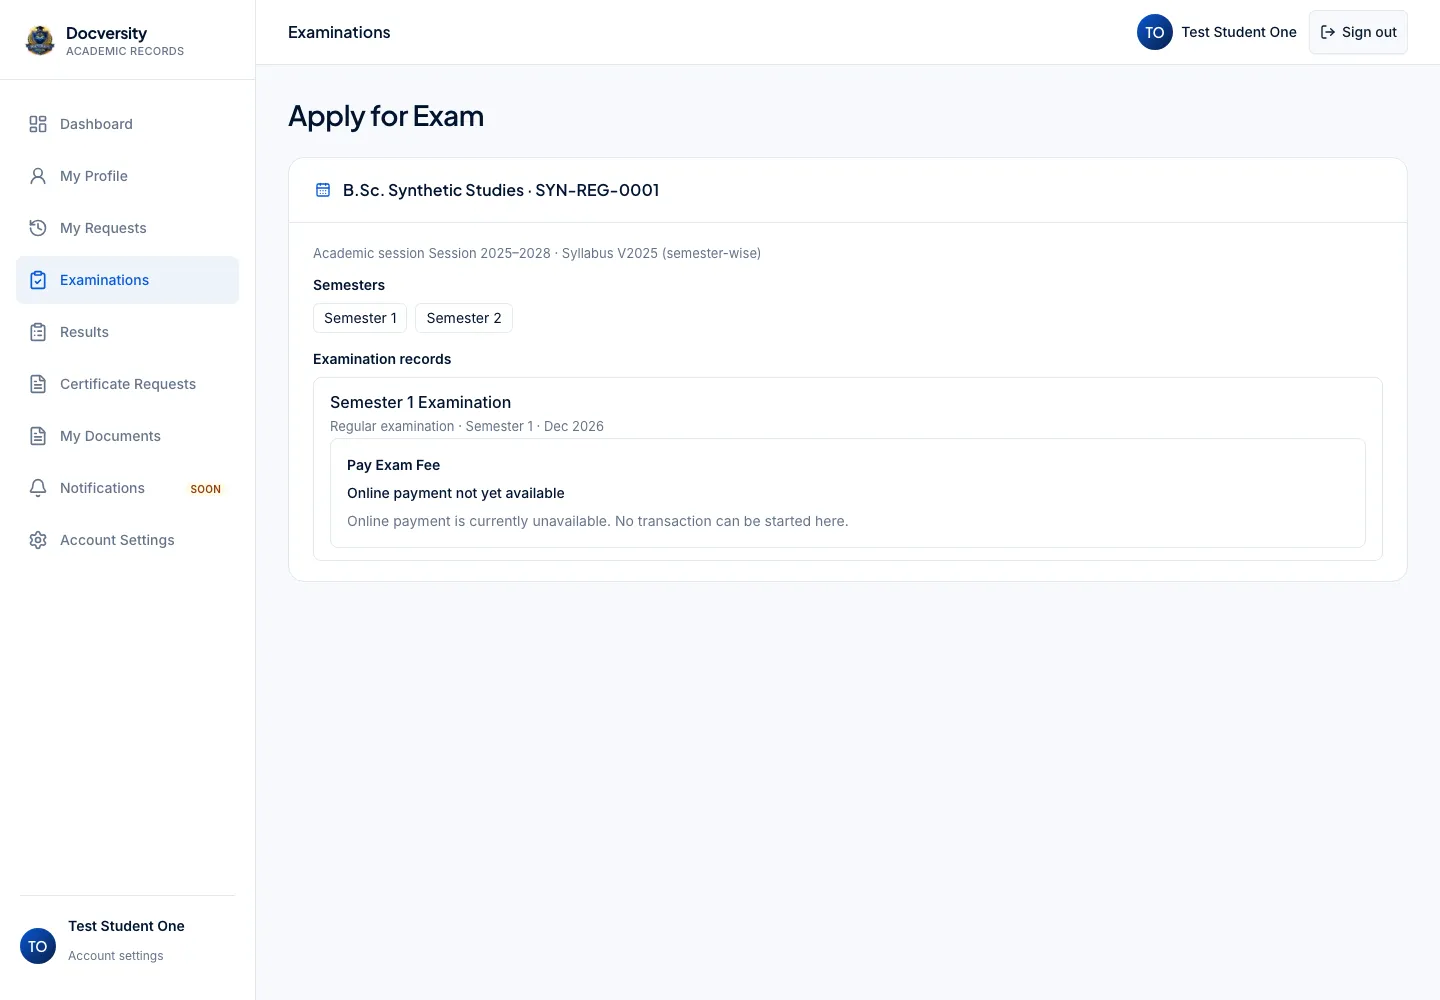 Docversity
ACADEMIC RECORDS
Dashboard
My Profile
My Requests
Examinations
Results
Certificate Requests
My Documents
Notifications SOON
Account Settings
Test Student One
TO
Account settings
Examinations
TO Test Student One Sign out
Apply for Exam
B.Sc. Synthetic Studies · SYN-REG-0001
Academic session Session 2025–2028 · Syllabus V2025 (semester-wise)
Semesters
Semester 1 Semester 2
Examination records
Semester 1 Examination
Regular examination · Semester 1 · Dec 2026
Pay Exam Fee
Online payment not yet available
Online payment is currently unavailable. No transaction can be started here.